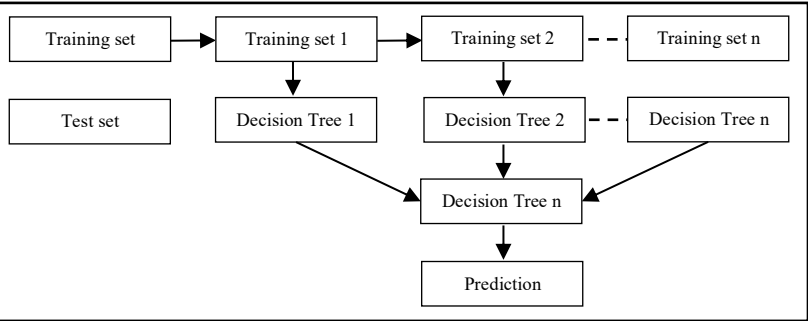 Training set
Training set 1
Training set 2
Training set n
Test set
Decision Tree 1
Decision Tree 2
Decision Tree n
Decision Tree n
Prediction